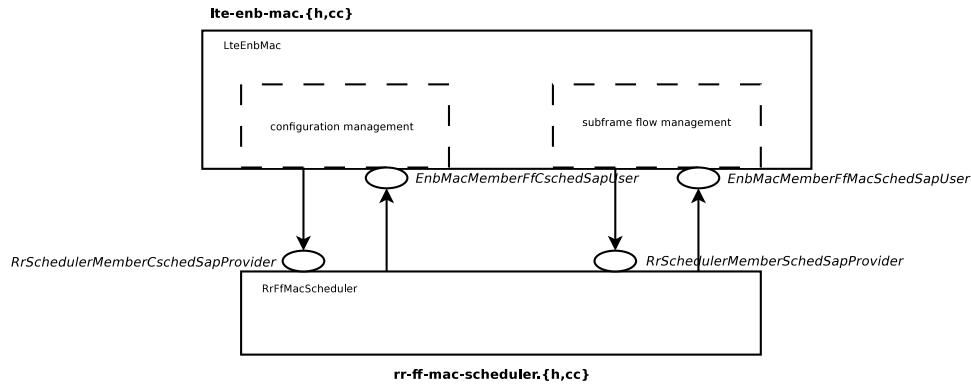 lte-enb-mac.{h,cc}
LteEnbMac
configuration management
subframe flow management
EnbMacMemberFfCschedSapUser
EnbMacMemberFfMacSchedSapUser
RrSchedulerMemberCschedSapProvider
RrSchedulerMemberSchedSapProvider
RrFfMacScheduler
rr-ff-mac-scheduler.{h,cc}